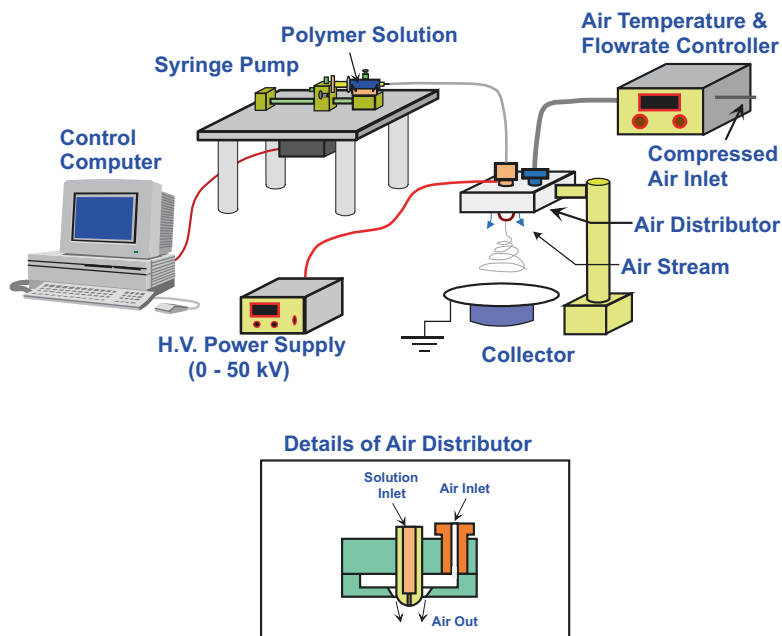 Polymer Solution
Syringe Pump
Air Temperature &
Flowrate Controller
Control
Computer
Compressed
Air Inlet
Air Distributor
Air Stream
H.V. Power Supply
(0 - 50 kV)
Collector
Details of Air Distributor
Solution
Inlet
Air Inlet
Air Out